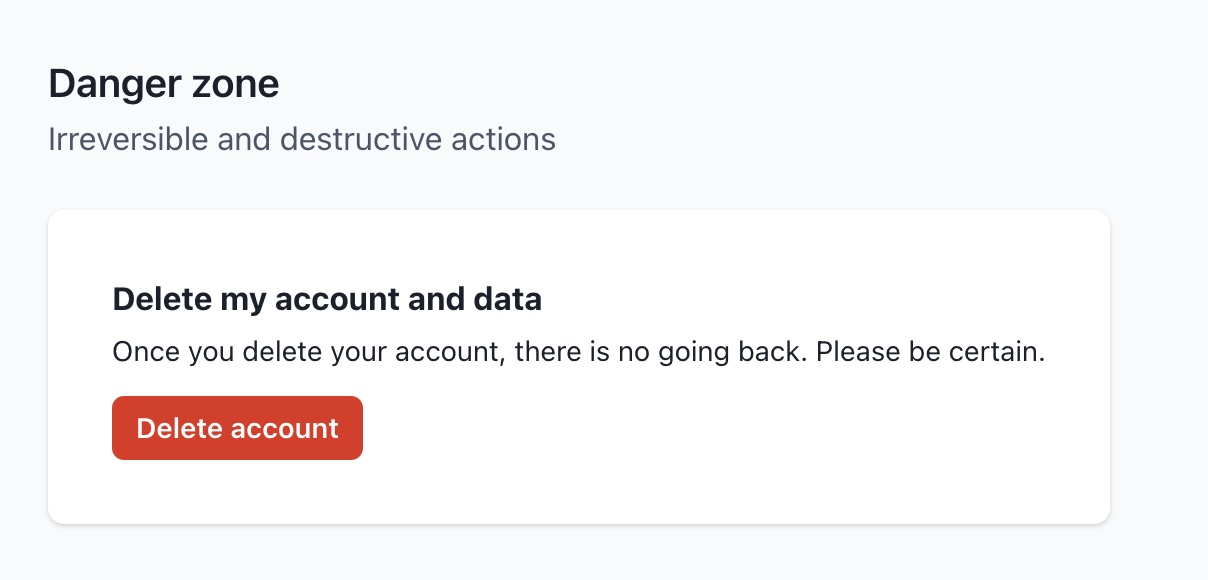 Danger zone
Irreversible and destructive actions
Delete my account and data
Once you delete your account, there is no going back. Please be certain.
Delete account